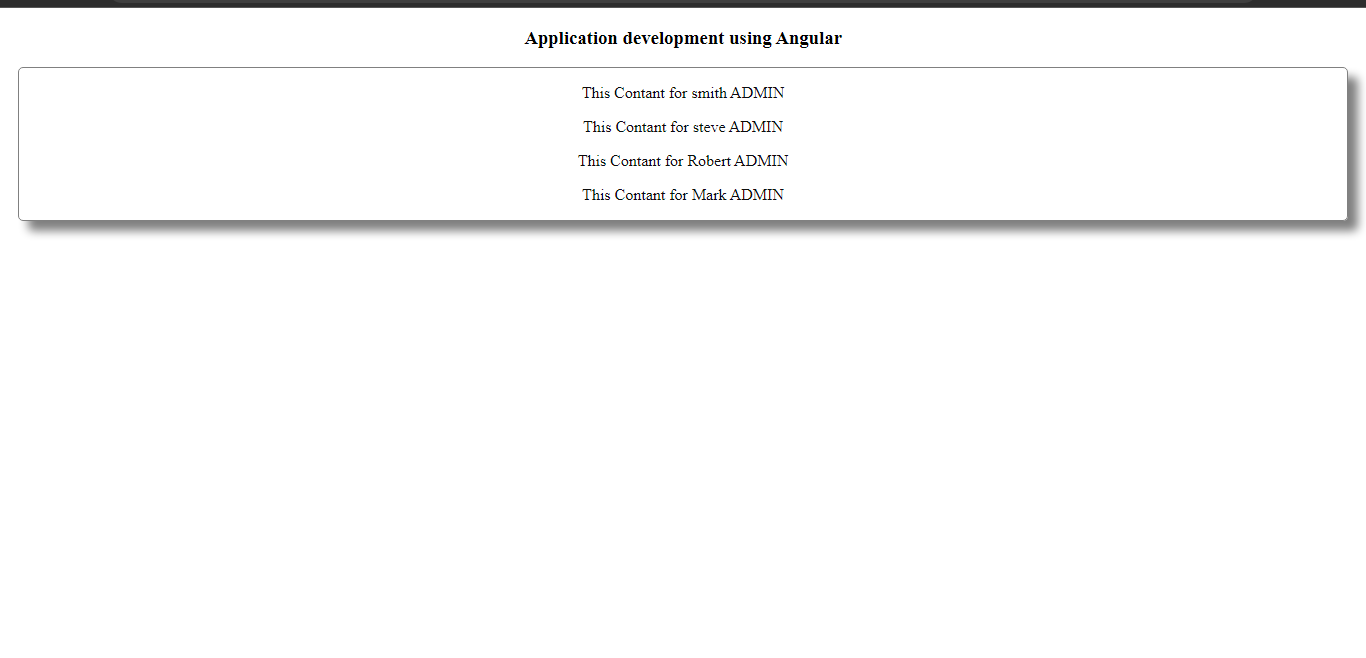 Application development using Angular
This Contant for smith ADMIN
This Contant for steve ADMIN
This Contant for Robert ADMIN
This Contant for Mark ADMIN